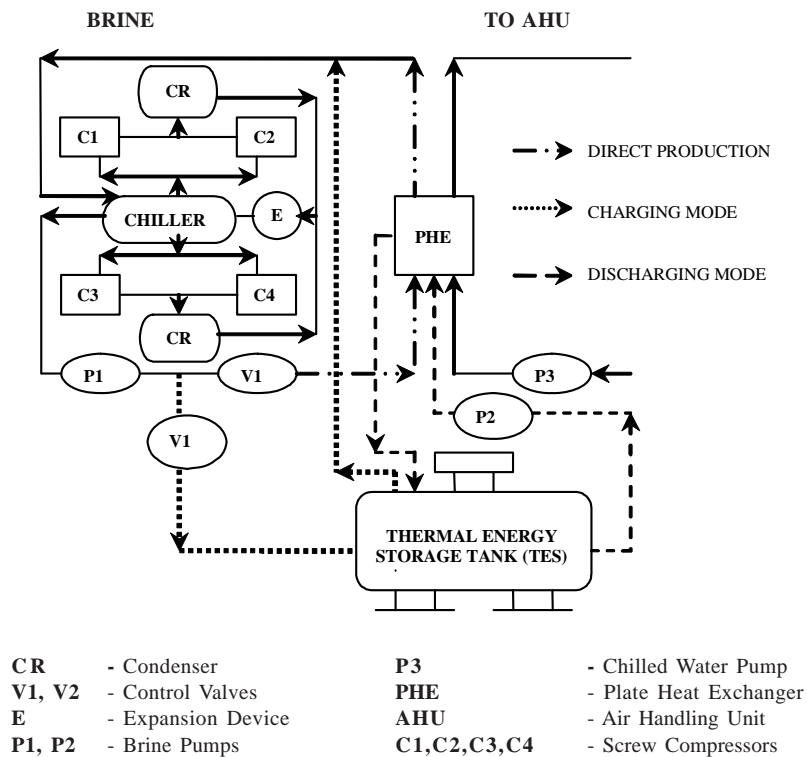 BRINE
TO AHU
CR
C1
C2
CHILLER
E
C3
C4
CR
P1
V1
V1
PHE
DIRECT PRODUCTION
CHARGING MODE
DISCHARGING MODE
P3
P2
THERMAL ENERGY
STORAGE TANK (TES)
CR - Condenser
V1, V2 - Control Valves
E - Expansion Device
P1, P2 - Brine Pumps
P3 - Chilled Water Pump
PHE - Plate Heat Exchanger
AHU - Air Handling Unit
C1,C2,C3,C4 - Screw Compressors